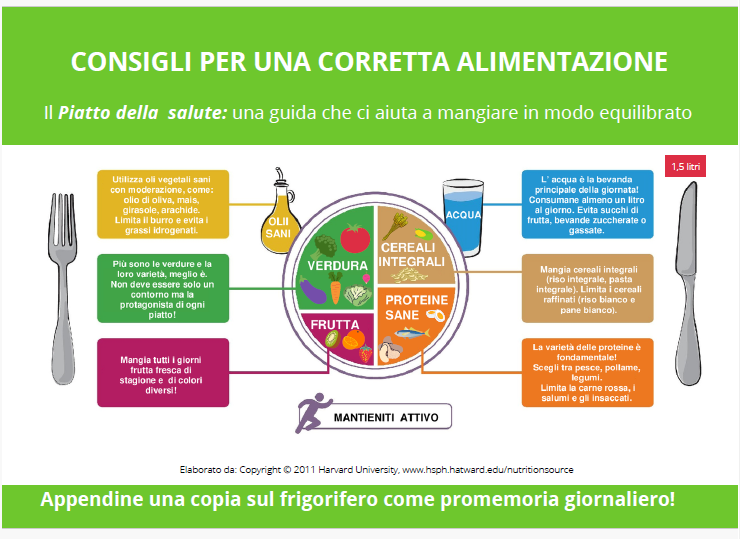 CONSIGLI PER UNA CORRETTA ALIMENTAZIONE
Il Piatto della salute: una guida che ci aiuta a mangiare in modo equilibrato
1,5 litri
Utilizza oli vegetali sani
con moderazione, come:
olio di oliva, mais,
girasole, arachide.
Limita il burro e evita i
grassi idrogenati.
OLII
SANI
ACQUA
L' acqua è la bevanda
principale della giornata!
Consumane almeno un litro
al giorno. Evita succhi di
frutta, bevande zuccherate o
gassate.
Più sono le verdure e la
loro varietà, meglio è.
Non deve essere solo un
contorno ma la
protagonista di ogni
piatto!
VERDURA
CEREALI
INTEGRALI
Mangia cereali integrali
(riso integrale, pasta
integrale). Limita i cereali
raffinati (riso bianco e
pane bianco).
FRUTTA
PROTEINE
SANE
Mangia tutti i giorni
frutta fresca di
stagione e di colori
diversi!
La varietà delle proteine è
fondamentale!
Scegli tra pesce, pollame,
legumi.
Limita la carne rossa, i
salumi e gli insaccati.
MANTIENITI ATTIVO
Elaborato da: Copyright © 2011 Harvard University, www.hsph.hatward.edu/nutritionsource
Appendine una copia sul frigorifero come promemoria giornaliero!